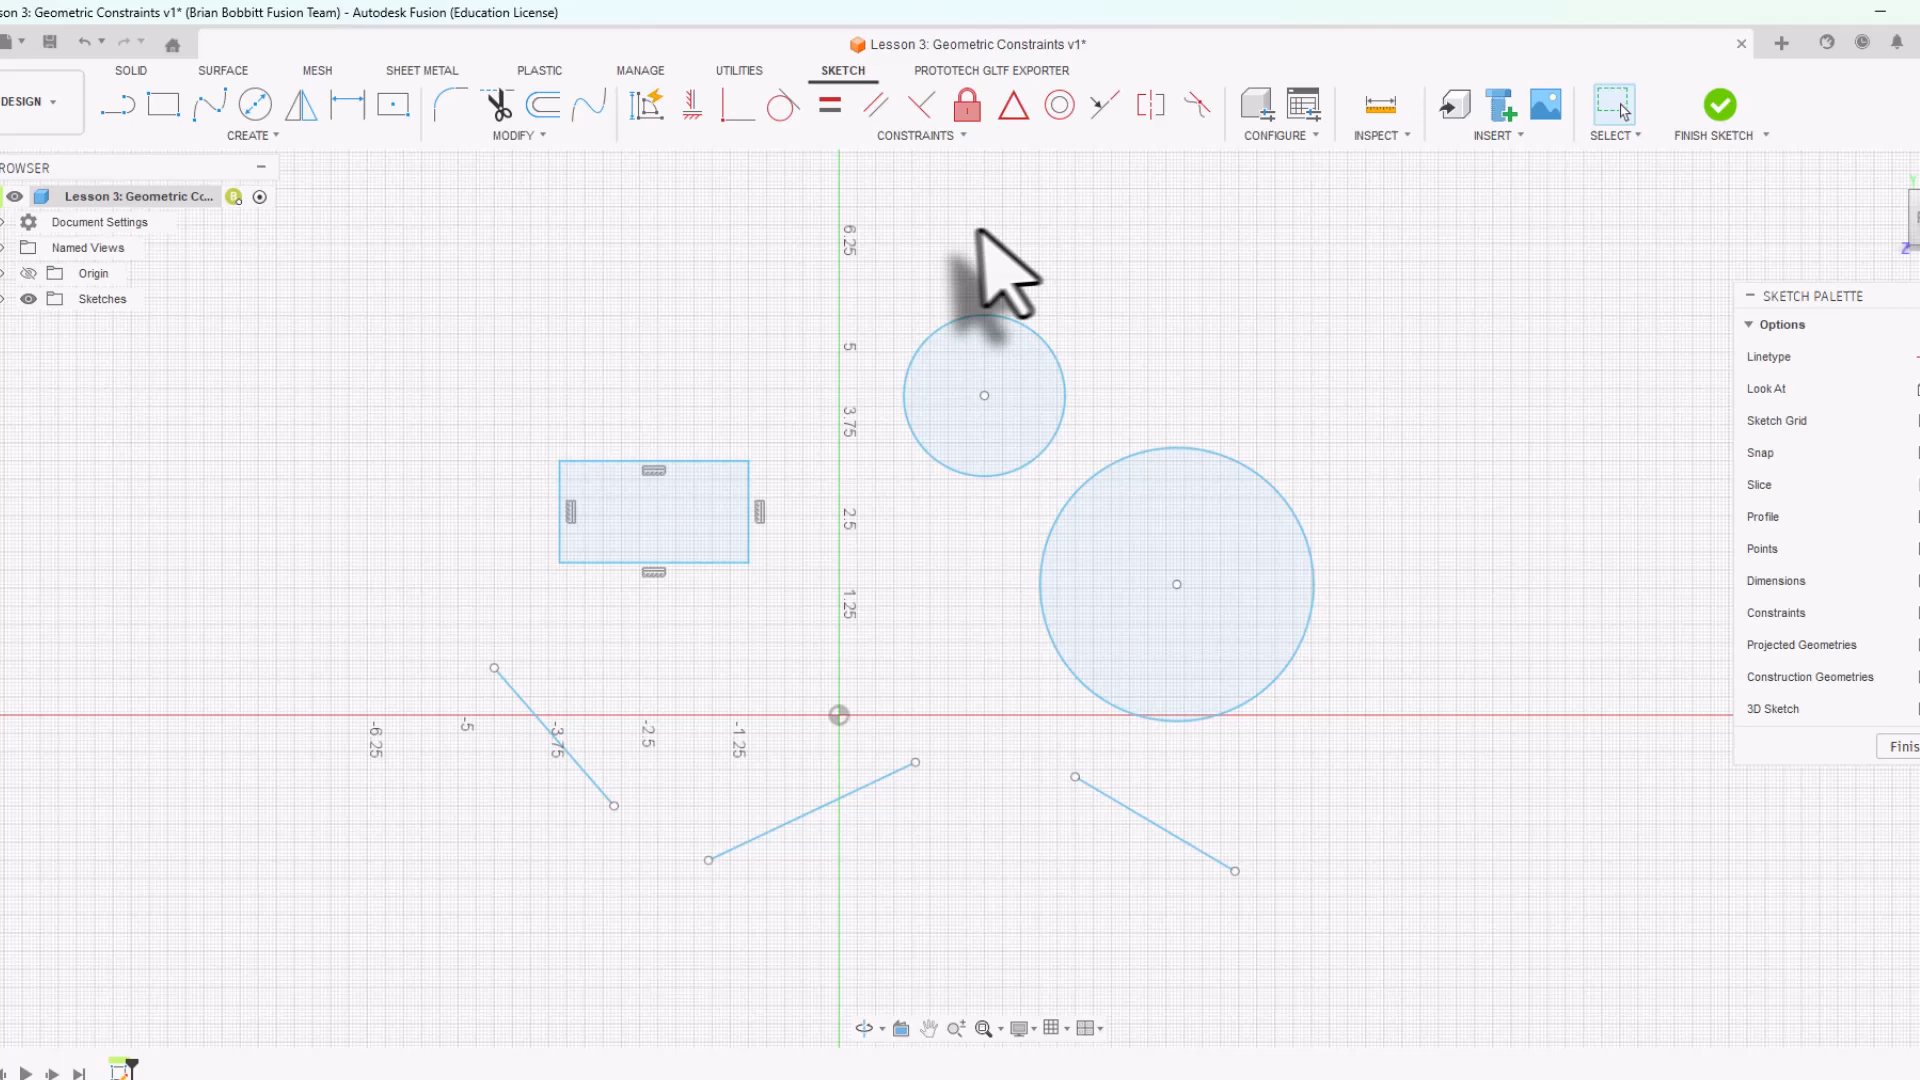 son 3: Geometric Constraints v1* (Brian Bobbitt Fusion Team) - Autodesk Fusion (Education License)
Lesson 3: Geometric Constraints v1*
SOLID SURFACE MESH SHEET METAL PLASTIC MANAGE UTILITIES SKETCH PROTOTECH GLTF EXPORTER
DESIGN
CREATE MODIFY CONSTRAINTS CONFIGURE INSPECT INSERT SELECT FINISH SKETCH
ROWSER
Lesson 3: Geometric Cc...
B
Document Settings
Named Views
Origin
Sketches
6.25
5
3.75
2.5
1.25
-6.25
-5
-3.75
-2.5
-1.25
Y
Z
SKETCH PALETTE
Options
Linetype
Look At
Sketch Grid
Snap
Slice
Profile
Points
Dimensions
Constraints
Projected Geometries
Construction Geometries
3D Sketch
Finis